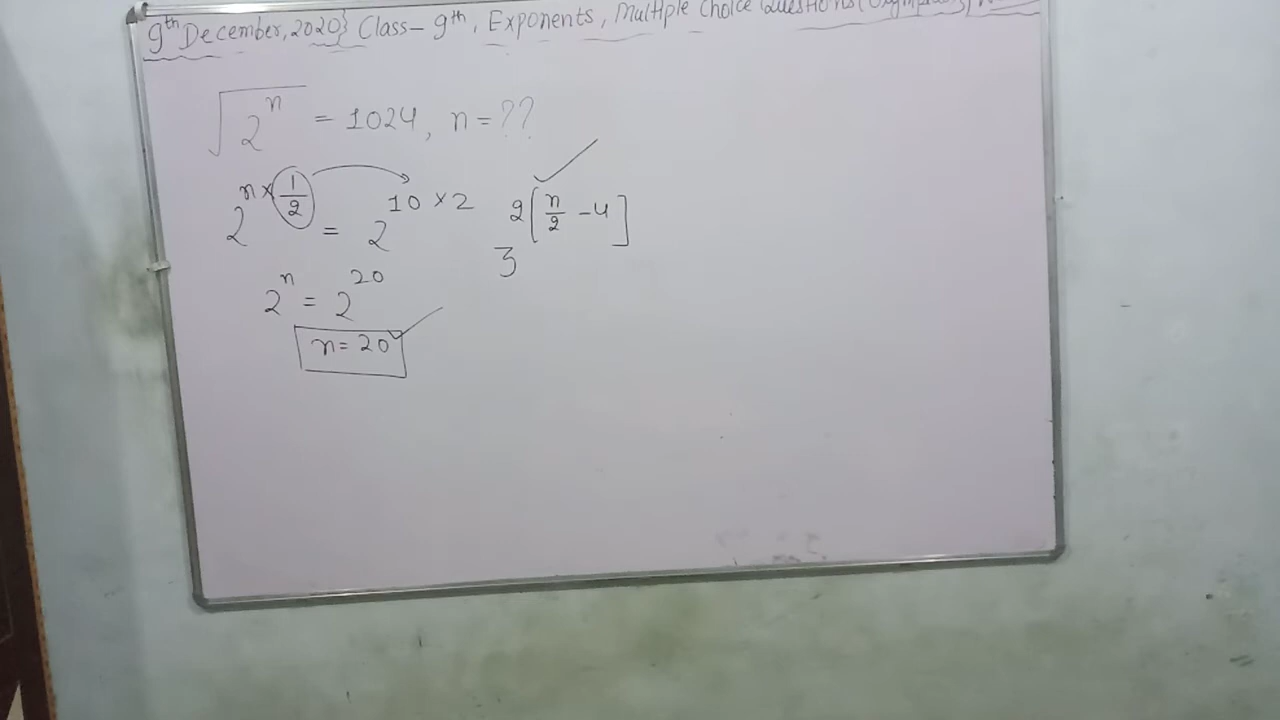 9th December, 2020} Class- 9th, Exponents, Multiple Choice Questions
√2^n = 1024, n = ??
2^(n×1/2) = 2^(10×2)
3^(2[n/2 -4])
2^n = 2^20
n = 20